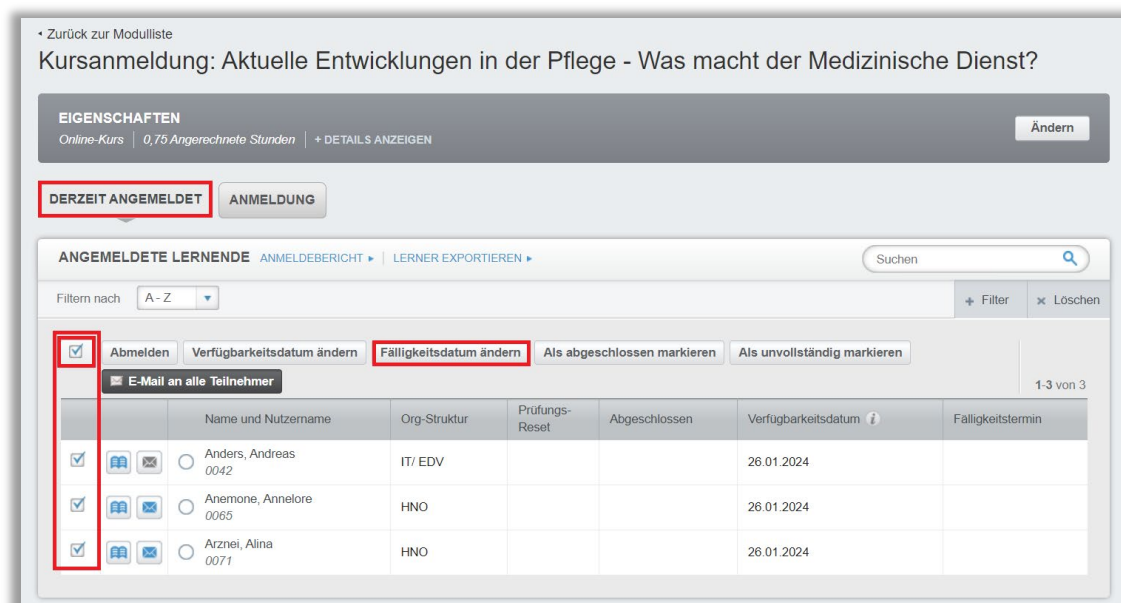 Zurück zur Modulliste
Kursanmeldung: Aktuelle Entwicklungen in der Pflege - Was macht der Medizinische Dienst?
EIGENSCHAFTEN
Online-Kurs | 0,75 Angerechnete Stunden | + DETAILS ANZEIGEN
Ändern
DERZEIT ANGEMELDET ANMELDUNG
ANGEMELDETE LERNENDE ANMELDEBERICHT | LERNER EXPORTIEREN
Suchen
Filtern nach A - Z
+ Filter × Löschen
Abmelden Verfügbarkeitsdatum ändern Fälligkeitsdatum ändern Als abgeschlossen markieren Als unvollständig markieren
E-Mail an alle Teilnehmer
1-3 von 3
Name und Nutzername Org-Struktur Prüfungs-Reset Abgeschlossen Verfügbarkeitsdatum i Fälligkeitstermin
Anders, Andreas
0042
IT/ EDV 26.01.2024
Anemone, Annelore
0065
HNO 26.01.2024
Arznei, Alina
0071
HNO 26.01.2024